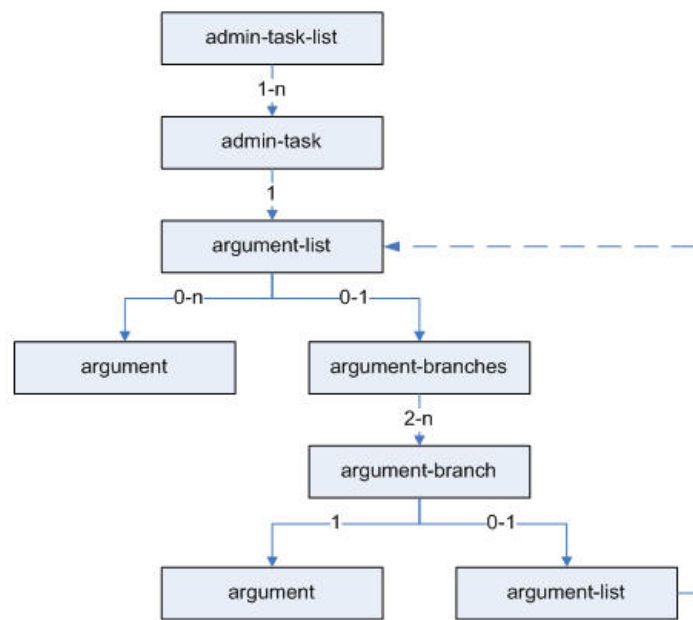 admin-task-list
1-n
admin-task
1
argument-list
0-n
0-1
argument
argument-branches
2-n
argument-branch
1
0-1
argument
argument-list